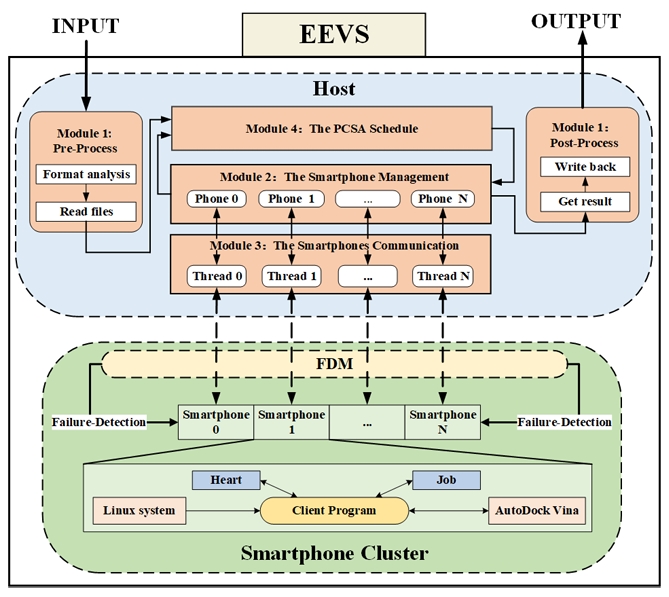 INPUT
EEVS
OUTPUT
Host
Module 1:
Pre-Process
Format analysis
Read files
Module 4：The PCSA Schedule
Module 2：The Smartphone Management
Phone 0
Phone 1
...
Phone N
Module 3：The Smartphones Communication
Thread 0
Thread 1
...
Thread N
Module 1:
Post-Process
Write back
Get result
FDM
Failure-Detection
Smartphone
0
Smartphone
1
...
Smartphone
N
Failure-Detection
Heart
Job
Linux system
Client Program
AutoDock Vina
Smartphone Cluster